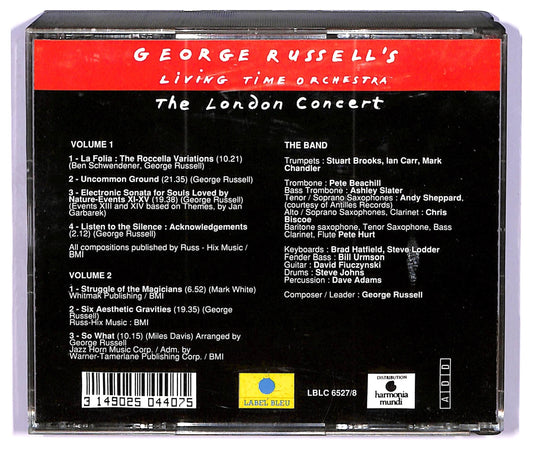 GEORGE RUSSELL'S
LIVING TIME ORCHESTRA
The London Concert
VOLUME 1
1 - La Folia : The Roccella Variations (10.21)
(Ben Schwendener, George Russell)
2 - Uncommon Ground (21.35) (George Russell)
3 - Electronic Sonata for Souls Loved by
Nature-Events XI-XV (19.38) (George Russell)
(Events XIII and XIV based on Themes, by Jan
Garbarek)
4 - Listen to the Silence : Acknowledgements
(2.12) (George Russell)
All compositions published by Russ - Hix Music /
BMI
VOLUME 2
1 - Struggle of the Magicians (6.52) (Mark White)
Whitmak Publishing / BMI
2 - Six Aesthetic Gravities (19.35) (George
Russell)
Russ-Hix Music : BMI
3 - So What (10.15) (Miles Davis) Arranged by
George Russell
Jazz Horn Music Corp. / Adm. by
Warner-Tamerlane Publishing Corp. / BMI
THE BAND
Trumpets : Stuart Brooks, Ian Carr, Mark
Chandler
Trombone : Pete Beachill
Bass Trombone : Ashley Slater
Tenor / Soprano Saxophones : Andy Sheppard,
(courtesy of Antilles Records)
Alto / Soprano Saxophones, Clarinet : Chris
Biscoe
Baritone saxophone, Tenor Saxophone, Bass
Clarinet, Flute Pete Hurt
Keyboards : Brad Hatfield, Steve Lodder
Fender Bass : Bill Urmson
Guitar : David Fiuczynski
Drums : Steve Johns
Percussion : Dave Adams
Composer / Leader : George Russell
3 149025 044075
LABEL BLEU
LBLC 6527/8
DISTRIBUTION
harmonia
mundi
ADD